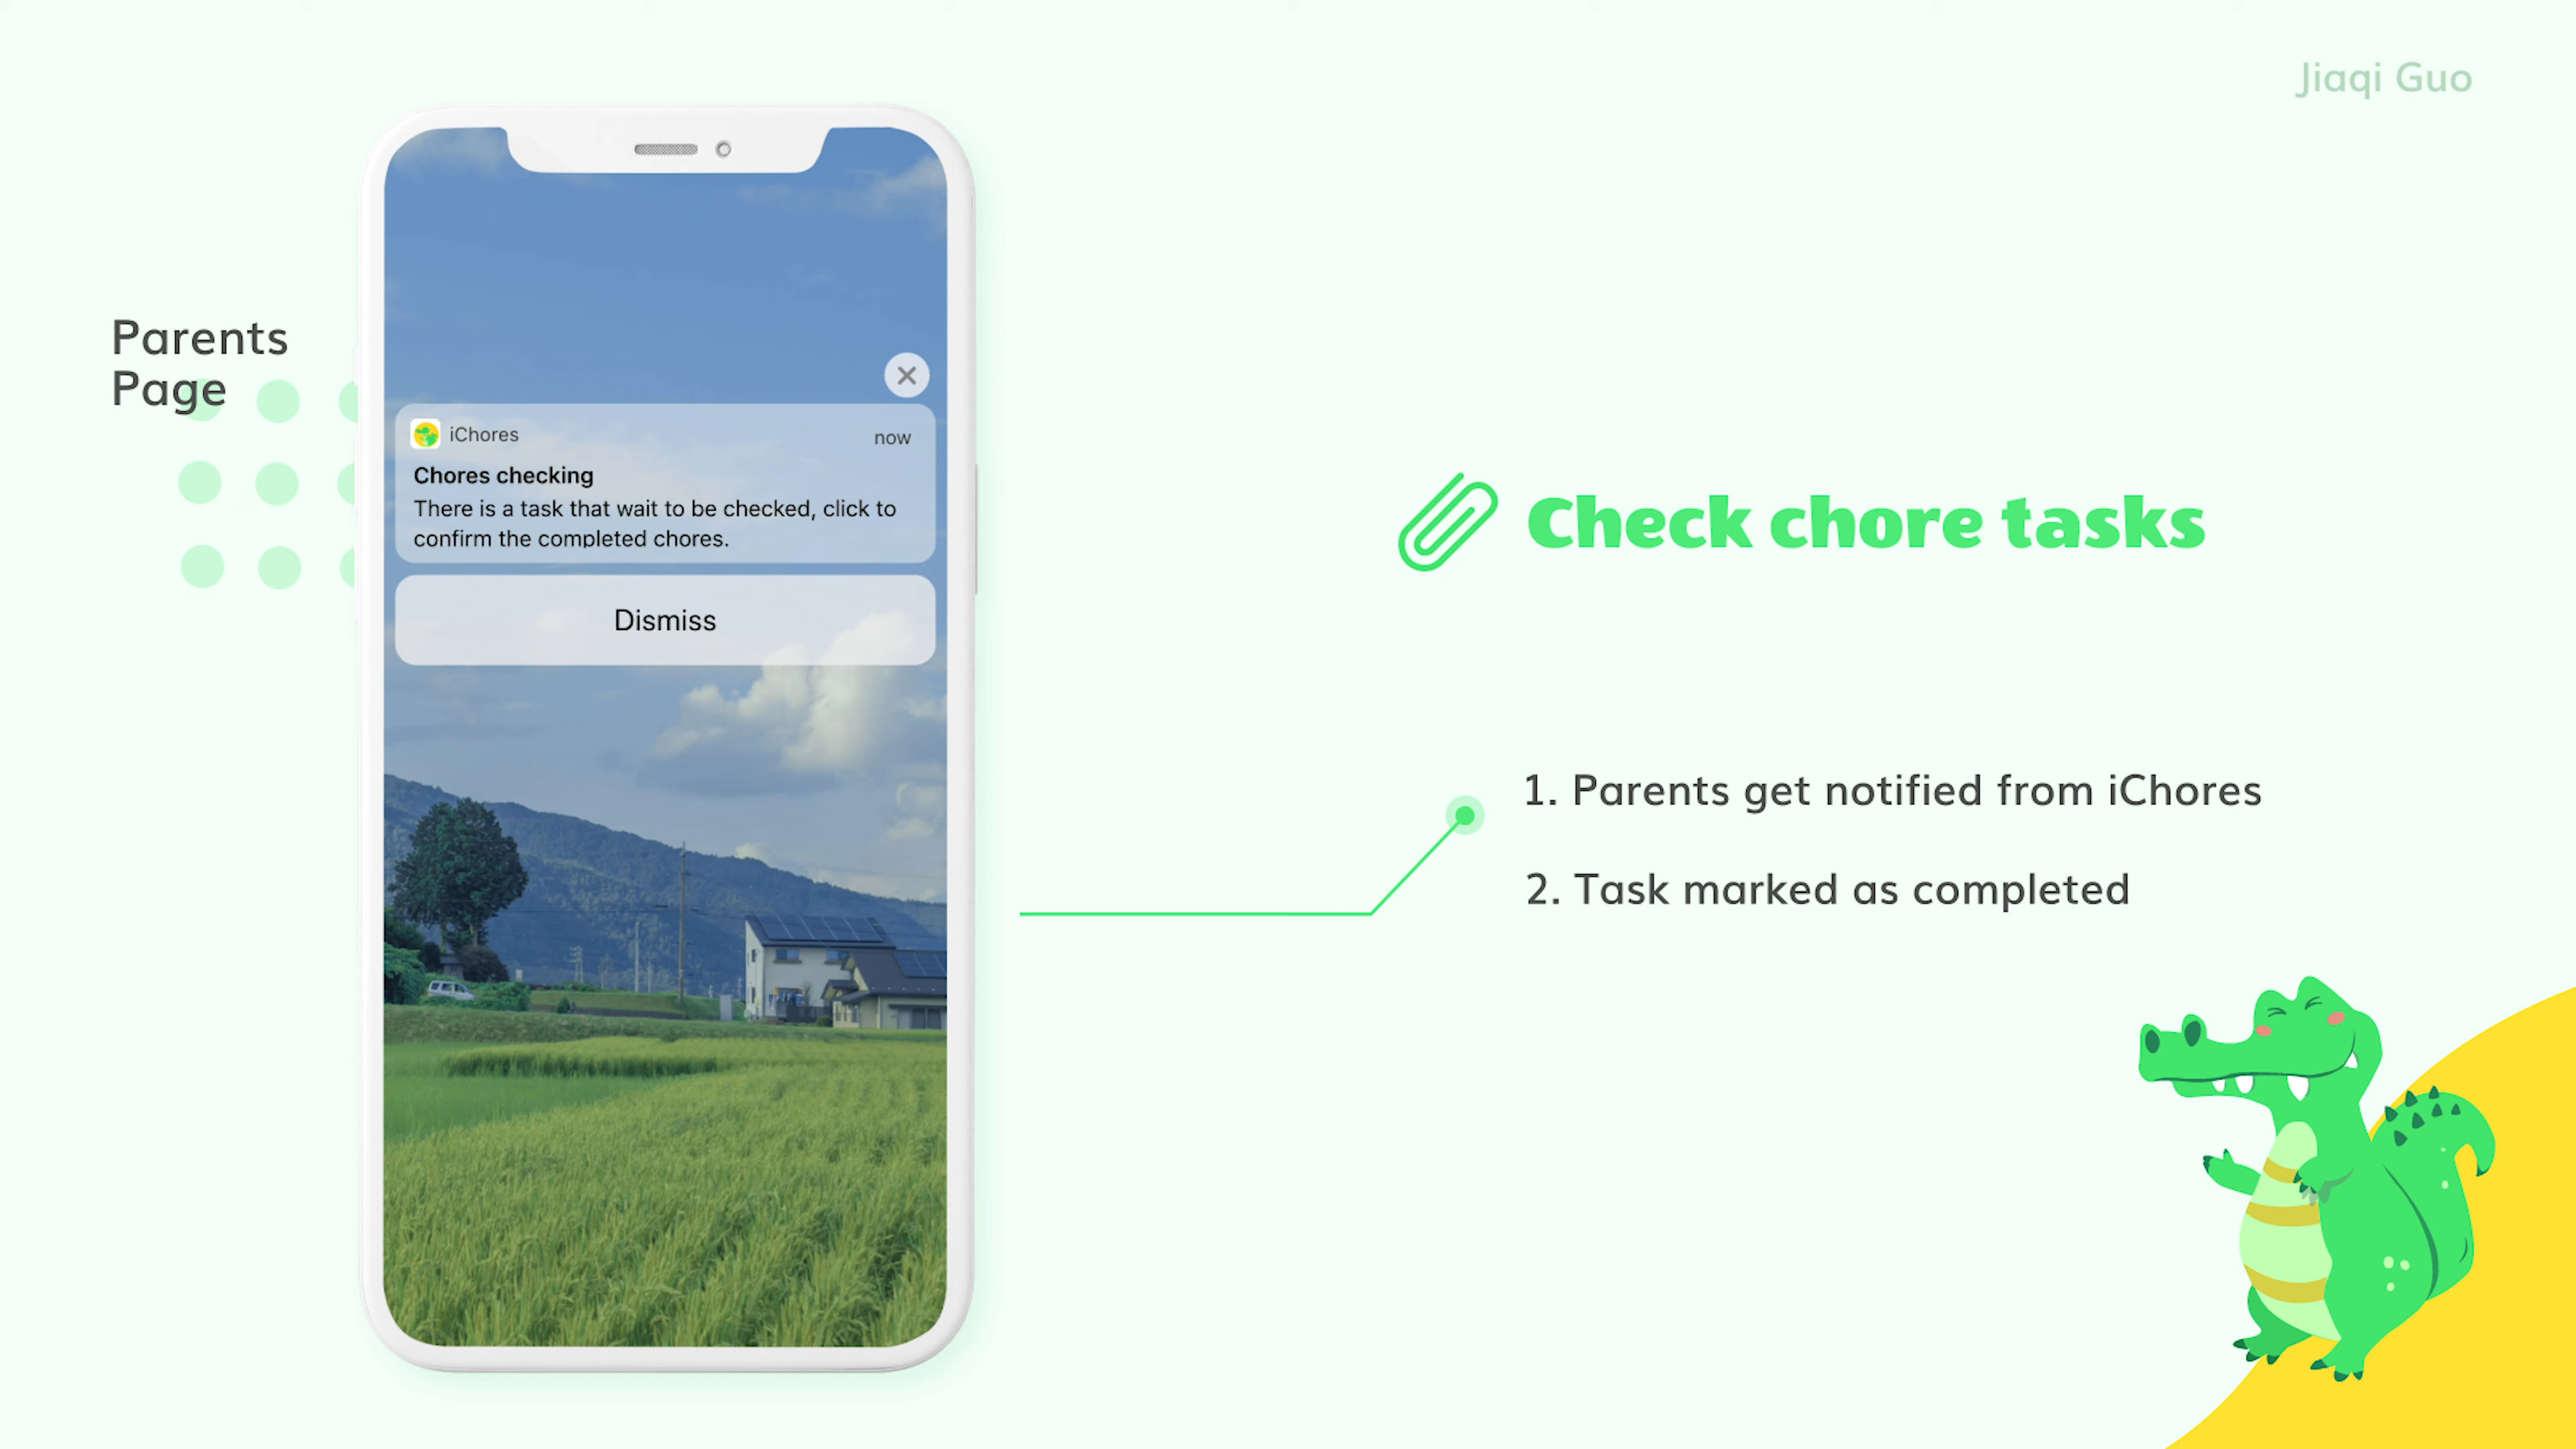 Jiaqi Guo
Parents
Page
iChores
now
Chores checking
There is a task that wait to be checked, click to
confirm the completed chores.
Dismiss
Check chore tasks
1. Parents get notified from iChores
2. Task marked as completed